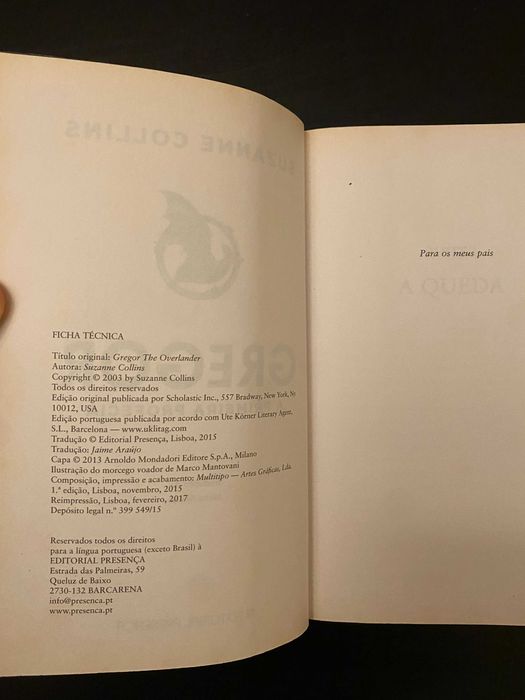 FICHA TÉCNICA
Título original: Gregor The Overlander
Autora: Suzanne Collins
Copyright © 2003 by Suzanne Collins
Todos os direitos reservados
Edição original publicada por Scholastic Inc., 557 Bradway, New York, NY
10012, USA
Edição portuguesa publicada por acordo com Ute Körner Literary Agent,
S.L., Barcelona — www.uklitag.com
Tradução © Editorial Presença, Lisboa, 2015
Tradução: Jaime Araújo
Capa © 2013 Arnoldo Mondadori Editore S.p.A., Milano
Ilustração do morcego voador de Marco Mantovani
Composição, impressão e acabamento: Multitipo — Artes Gráficas, Lda.
1.ª edição, Lisboa, novembro, 2015
Reimpressão, Lisboa, fevereiro, 2017
Depósito legal n.º 399 549/15
Reservados todos os direitos
para a língua portuguesa (exceto Brasil) à
EDITORIAL PRESENÇA
Estrada das Palmeiras, 59
Queluz de Baixo
2730-132 BARCARENA
info@presenca.pt
www.presenca.pt
Para os meus pais
A QUEDA
SUZANNE COLLINS
GREGOR